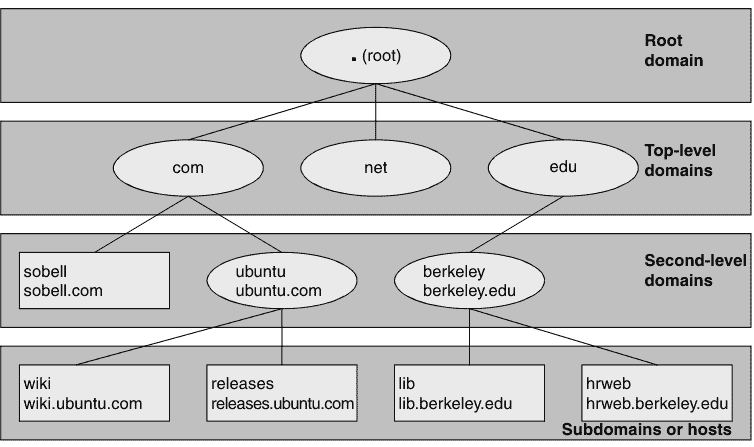 . (root)
Root
domain
com
net
edu
Top-level
domains
sobell
sobell.com
ubuntu
ubuntu.com
berkeley
berkeley.edu
Second-level
domains
wiki
wiki.ubuntu.com
releases
releases.ubuntu.com
lib
lib.berkeley.edu
hrweb
hrweb.berkeley.edu
Subdomains or hosts